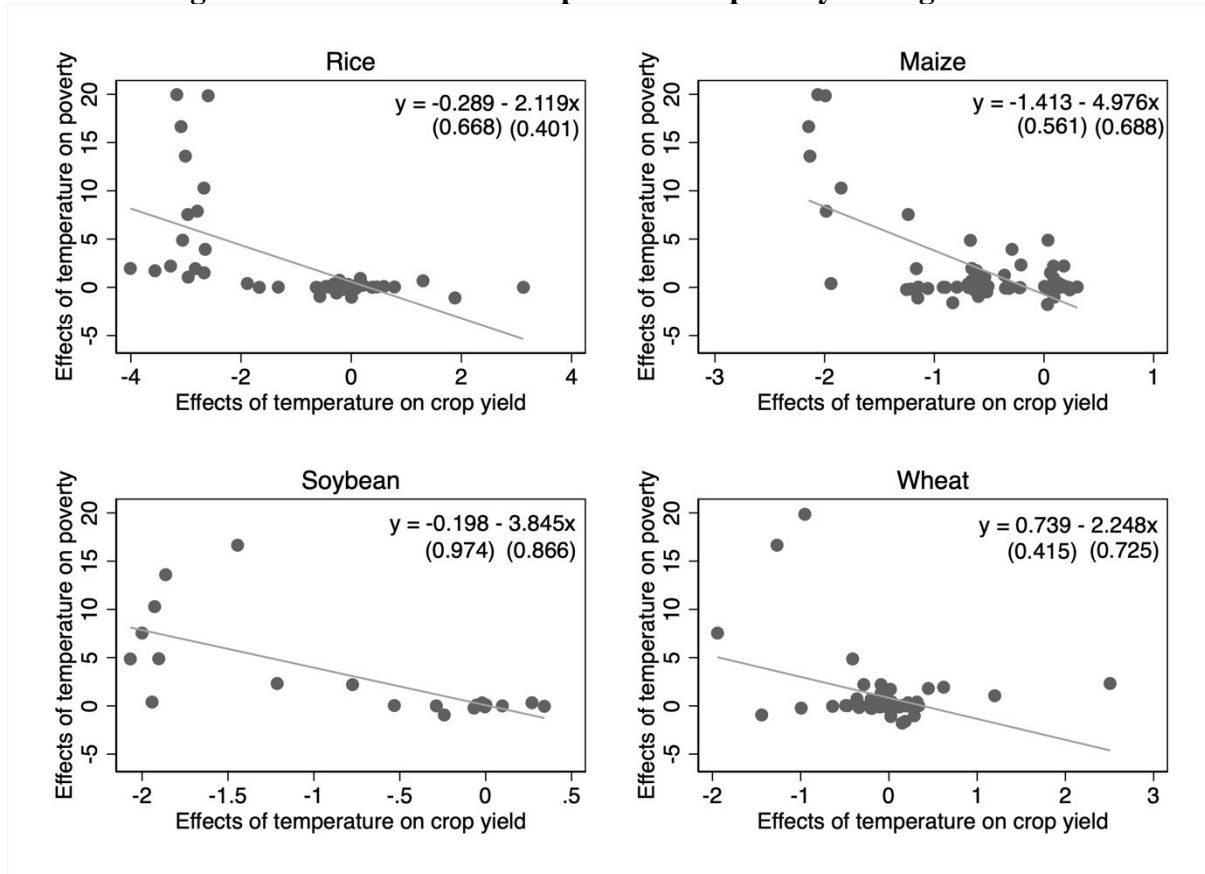 Rice
y = -0.289 - 2.119x
(0.668) (0.401)
Effects of temperature on poverty
20
15
10
5
0
-5
-4 -2 0 2 4
Effects of temperature on crop yield
Maize
y = -1.413 - 4.976x
(0.561) (0.688)
Effects of temperature on poverty
20
15
10
5
0
-5
-3 -2 -1 0 1
Effects of temperature on crop yield
Soybean
y = -0.198 - 3.845x
(0.974) (0.866)
Effects of temperature on poverty
20
15
10
5
0
-5
-2 -1.5 -1 -.5 0 .5
Effects of temperature on crop yield
Wheat
y = 0.739 - 2.248x
(0.415) (0.725)
Effects of temperature on poverty
20
15
10
5
0
-5
-2 -1 0 1 2 3
Effects of temperature on crop yield